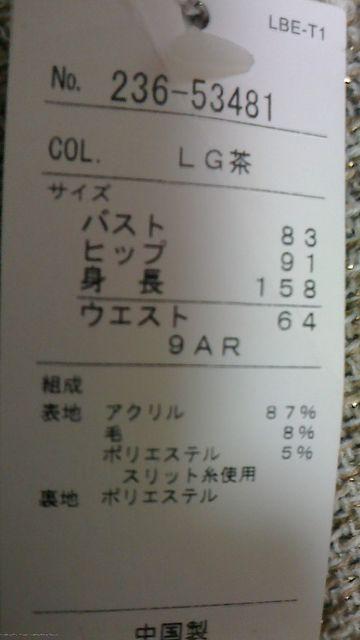 LBE-T1
No. 236-53481
COL. LG茶
サイズ
バスト 83
ヒップ 91
身長 158
ウエスト 64
9AR
組成
表地 アクリル 87%
毛 8%
ポリエステル 5%
スリット糸使用
裏地 ポリエステル
中国製